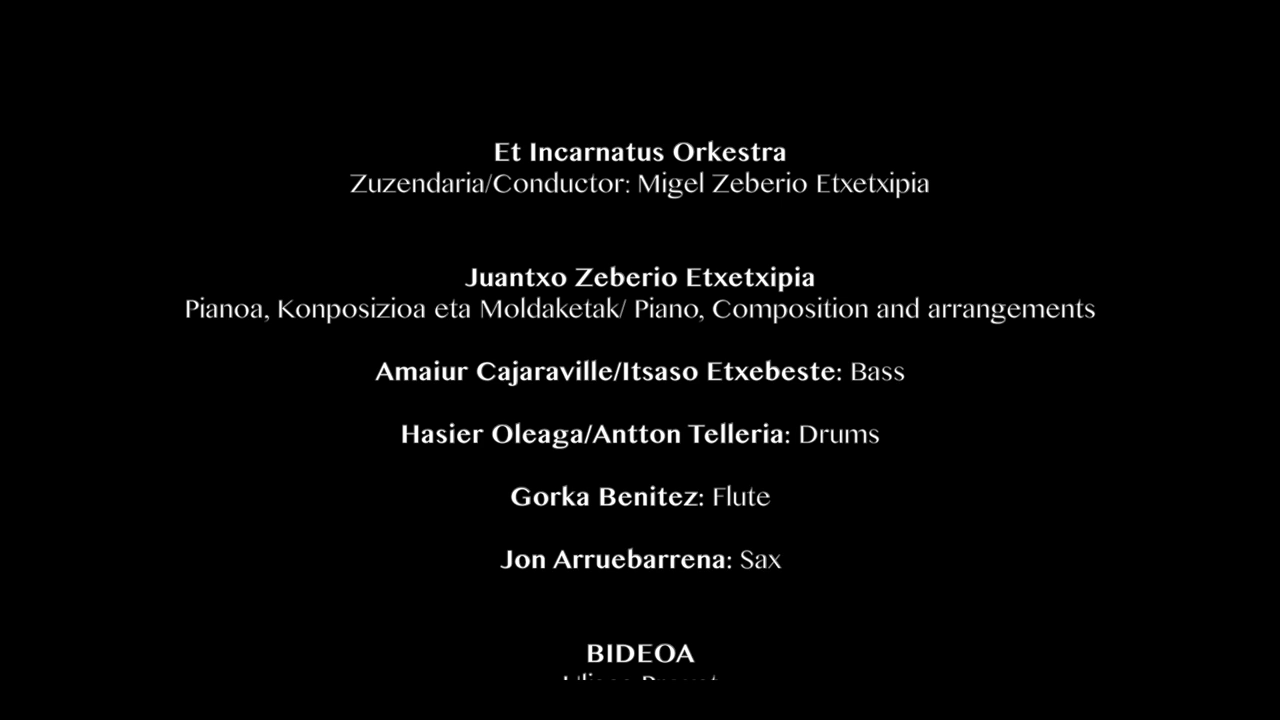 Et Incarnatus Orkestra
Zuzendaria/Conductor: Migel Zeberio Etxetxipia
Juantxo Zeberio Etxetxipia
Pianoa, Konposizioa eta Moldaketak/ Piano, Composition and arrangements
Amaiur Cajaraville/Itsaso Etxebeste: Bass
Hasier Oleaga/Antton Telleria: Drums
Gorka Benitez: Flute
Jon Arruebarrena: Sax
BIDEOA